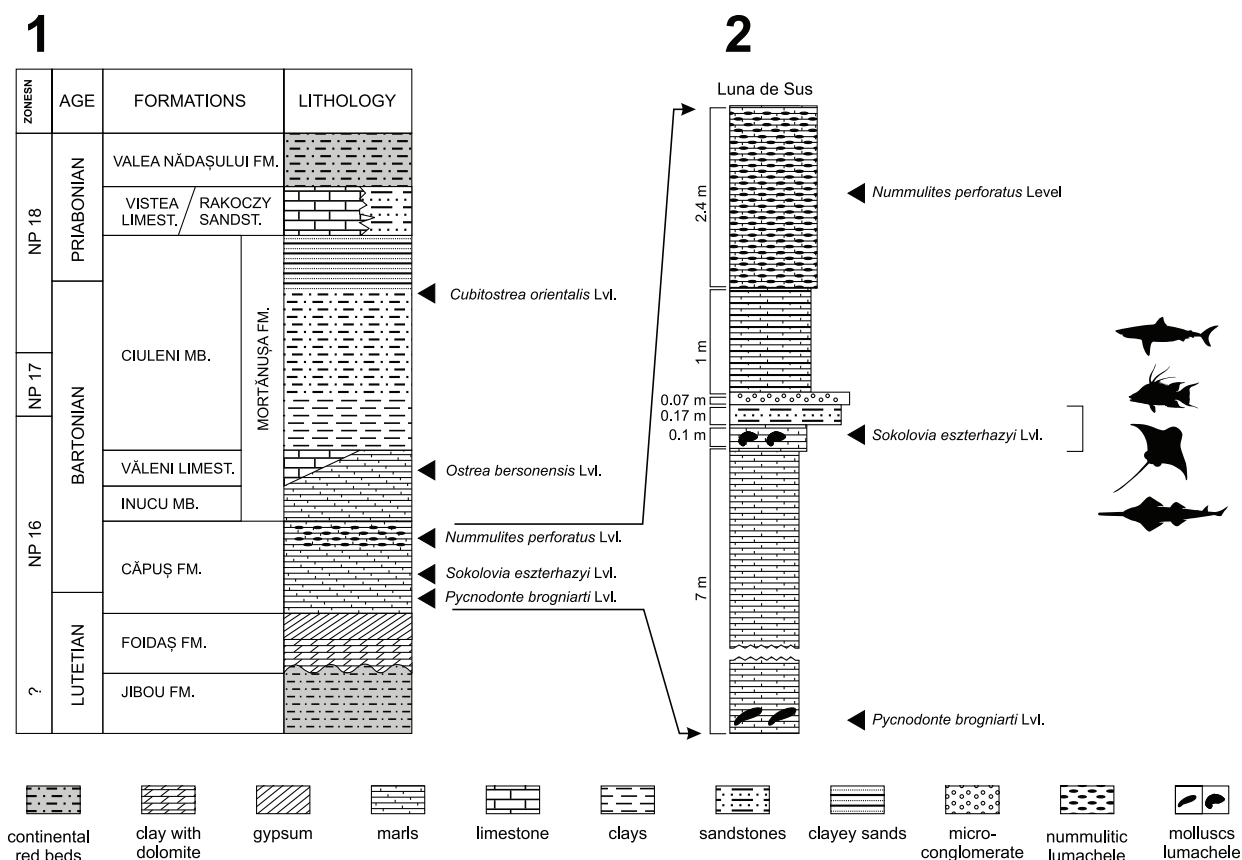 1
2
ZONESN
AGE
FORMATIONS
LITHOLOGY
NP 18
NP 17
NP 16
?
PRIABONIAN
BARTONIAN
LUTETIAN
VALEA NĂDAȘULUI FM.
VISTEA
LIMEST.
RAKOCZY
SANDST.
CIULENI MB.
MORTĂNUȘA FM.
VĂLENI LIMEST.
INUCU MB.
CĂPUȘ FM.
FOIDAȘ FM.
JIBOU FM.
Cubitostrea orientalis Lvl.
Ostrea bersonensis Lvl.
Nummulites perforatus Lvl.
Sokolovia eszterhazyi Lvl.
Pycnodonte brogniarti Lvl.
Luna de Sus
2.4 m
1 m
0.07 m
0.17 m
0.1 m
7 m
Nummulites perforatus Level
Sokolovia eszterhazyi Lvl.
Pycnodonte brogniarti Lvl.
continental
red beds
clay with
dolomite
gypsum
marls
limestone
clays
sandstones
clayey sands
micro-
conglomerate
nummulitic
lumachele
molluscs
lumachele